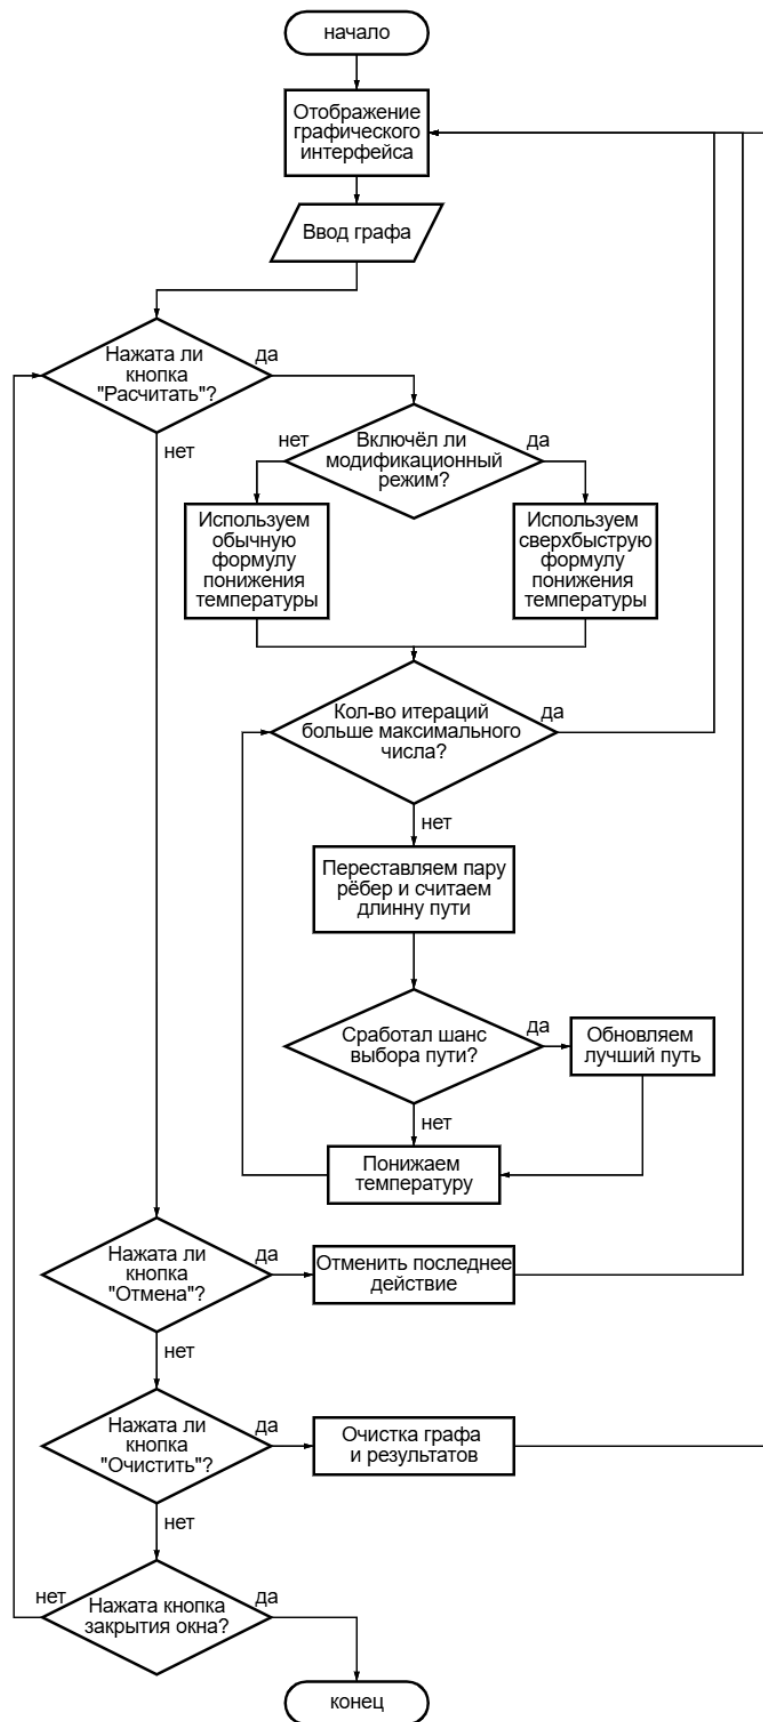 начало
Отображение
графического
интерфейса
Ввод графа
Нажата ли
кнопка
"Расчитать"?
да
нет
Включёл ли
модификационный
режим?
нет
да
Используем
обычную
формулу
понижения
температуры
Используем
сверхбыструю
формулу
понижения
температуры
Кол-во итераций
больше максимального
числа?
да
нет
Переставляем пару
рёбер и считаем
длинну пути
Сработал шанс
выбора пути?
да
Обновляем
лучший путь
нет
Понижаем
температуру
Нажата ли
кнопка
"Отмена"?
да
Отменить последнее
действие
нет
Нажата ли
кнопка
"Очистить"?
да
Очистка графа
и результатов
нет
Нажата кнопка
закрытия окна?
нет
да
конец